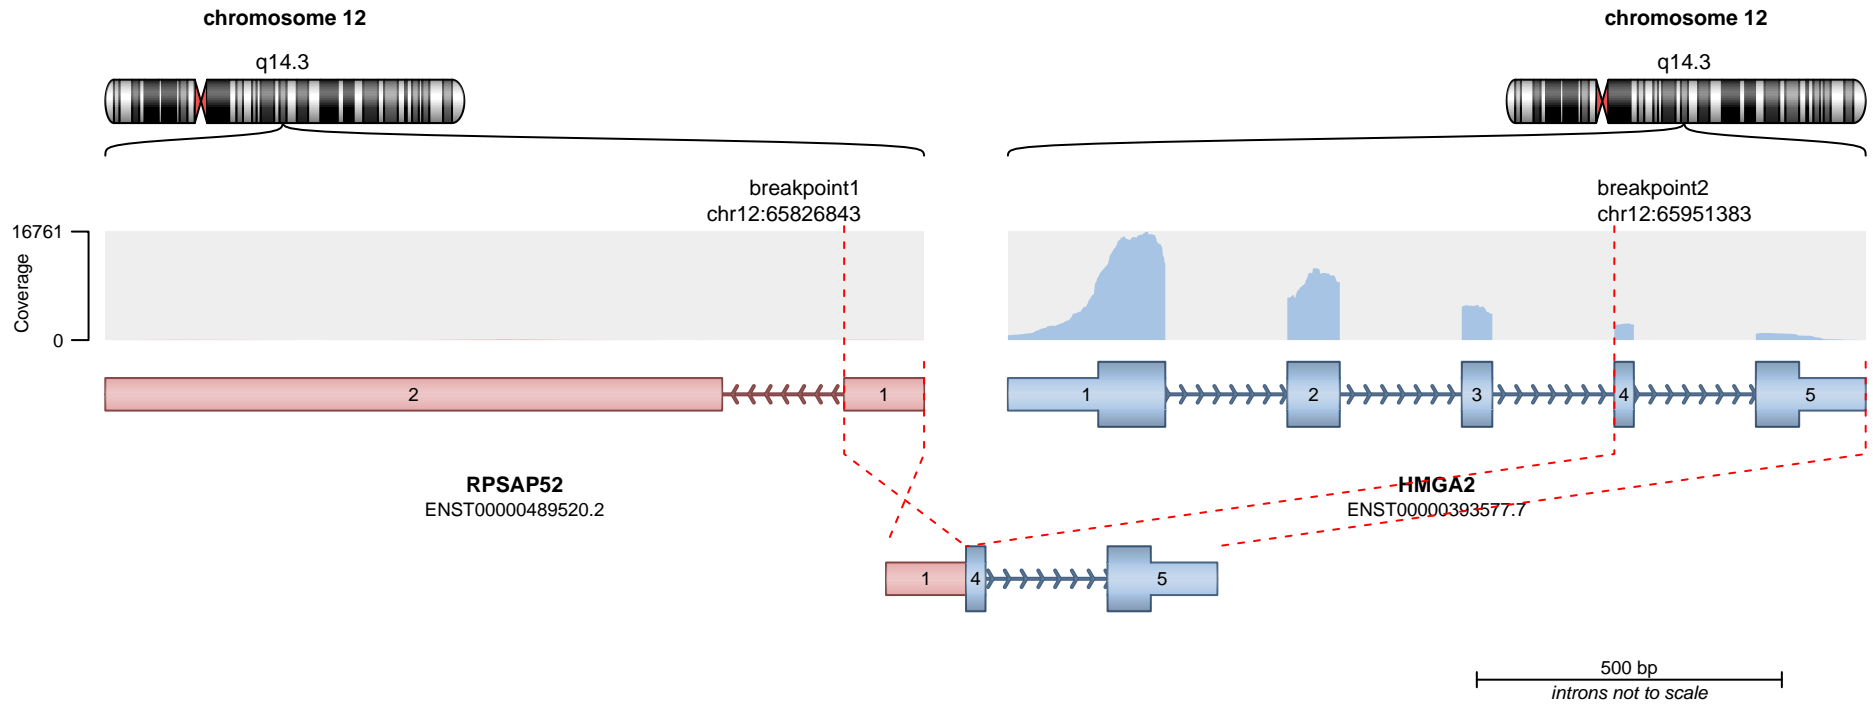 chromosome 12
chromosome 12
q14.3
q14.3
breakpoint1
chr12:65826843
breakpoint2
chr12:65951383
16761
Coverage
0
2
1
1
2
3
4
5
RPSAP52
ENST00000489520.2
HMGA2
ENST00000393577.7
1
4
5
500 bp
introns not to scale